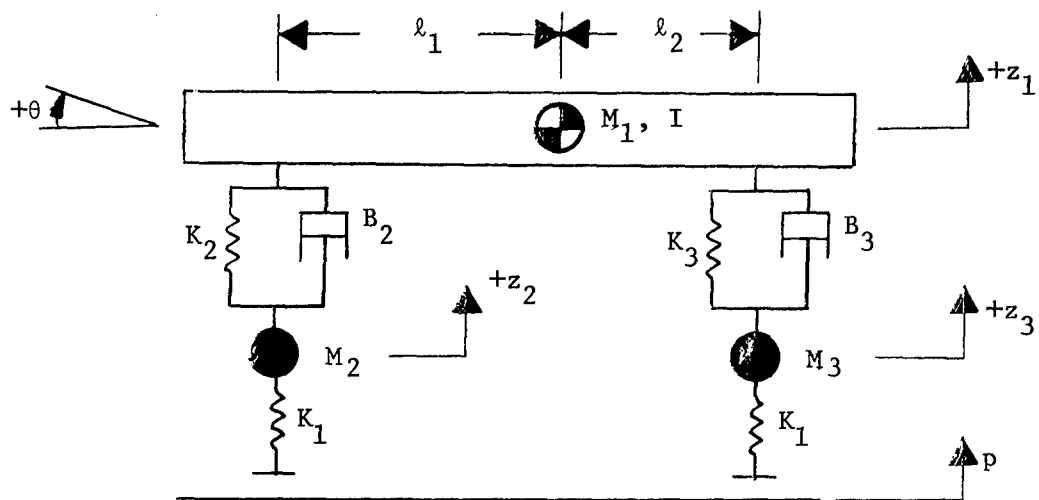 ℓ₁
ℓ₂
+z₁
+θ
M₁, I
K₂
B₂
K₃
B₃
+z₂
+z₃
M₂
M₃
K₁
K₁
p